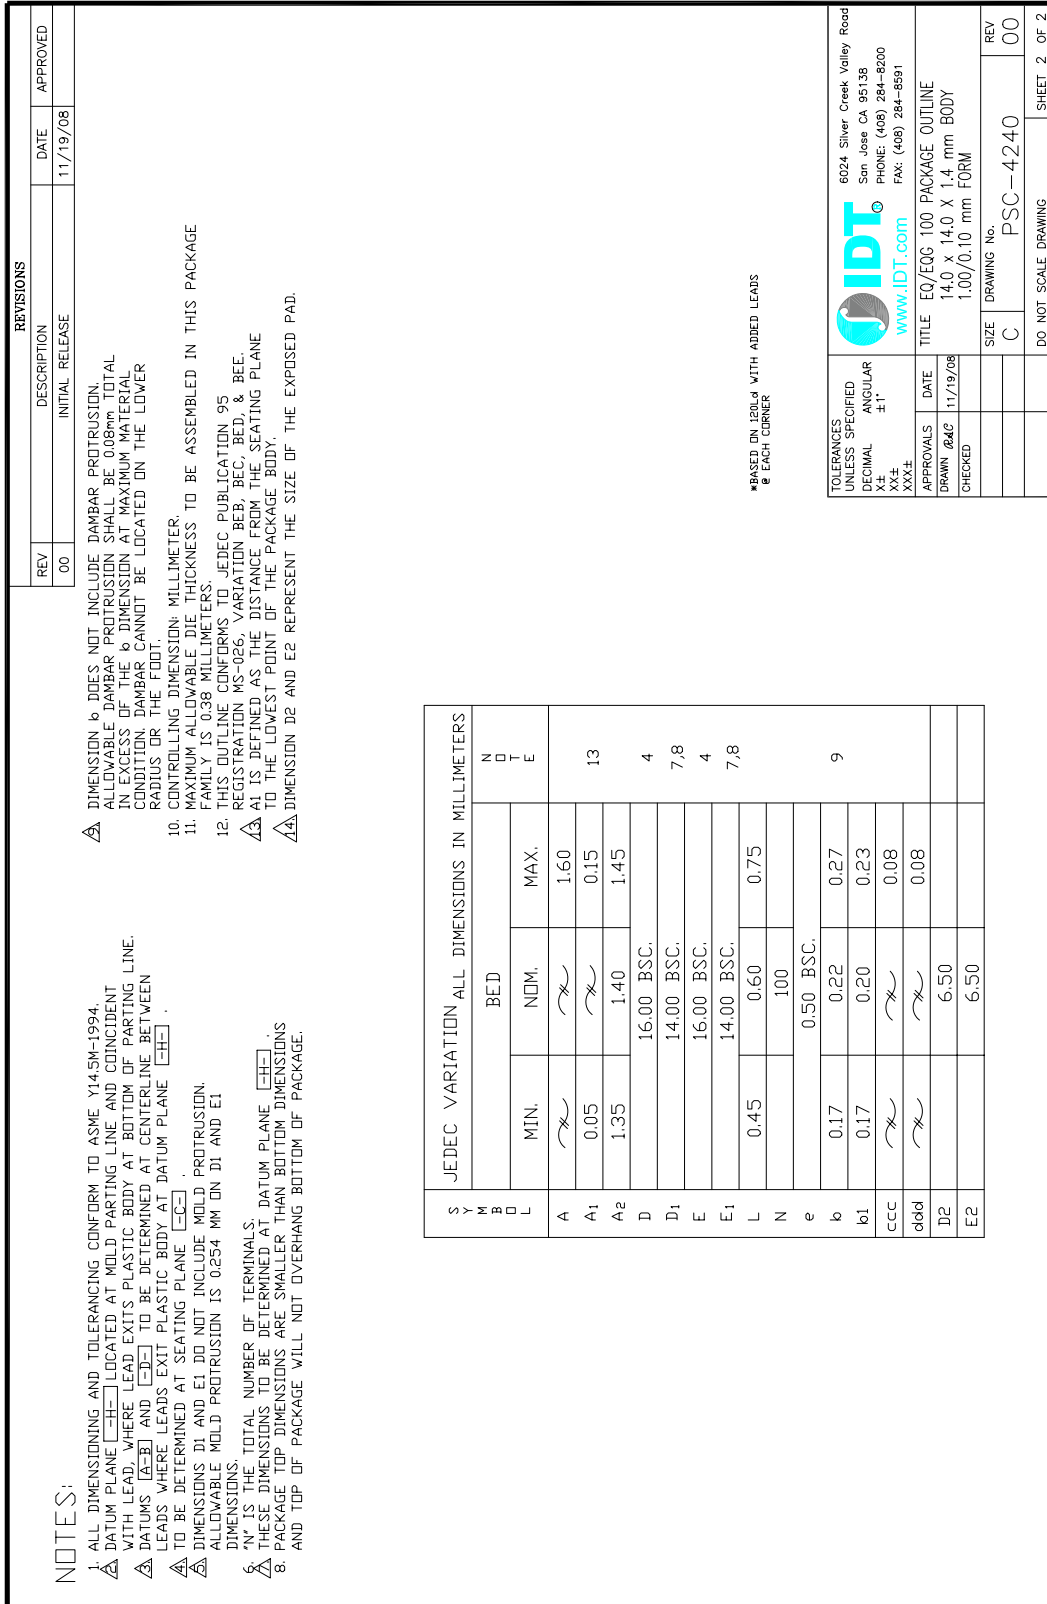 REVISIONS
REV DESCRIPTION DATE APPROVED
00 INITIAL RELEASE 11/19/08
NOTES:
1. ALL DIMENSIONING AND TOLERANCING CONFORM TO ASME Y14.5M-1994.
2. DATUM PLANE -H- LOCATED AT MOLD PARTING LINE AND COINCIDENT
WITH LEAD, WHERE LEAD EXITS PLASTIC BODY AT BOTTOM OF PARTING LINE.
3. DATUMS A-B AND -D- TO BE DETERMINED AT CENTERLINE BETWEEN
LEADS WHERE LEADS EXIT PLASTIC BODY AT DATUM PLANE -H- .
4. TO BE DETERMINED AT SEATING PLANE -C- .
5. DIMENSIONS D1 AND E1 DO NOT INCLUDE MOLD PROTRUSION.
ALLOWABLE MOLD PROTRUSION IS 0.254 MM ON D1 AND E1
DIMENSIONS.
6. "N" IS THE TOTAL NUMBER OF TERMINALS.
7. THESE DIMENSIONS TO BE DETERMINED AT DATUM PLANE -H- .
8. PACKAGE TOP DIMENSIONS ARE SMALLER THAN BOTTOM DIMENSIONS
AND TOP OF PACKAGE WILL NOT OVERHANG BOTTOM OF PACKAGE.
9. DIMENSION b DOES NOT INCLUDE DAMBAR PROTRUSION.
ALLOWABLE DAMBAR PROTRUSION SHALL BE 0.08mm TOTAL
IN EXCESS OF THE b DIMENSION AT MAXIMUM MATERIAL
CONDITION. DAMBAR CANNOT BE LOCATED ON THE LOWER
RADIUS OR THE FOOT.
10. CONTROLLING DIMENSION: MILLIMETER.
11. MAXIMUM ALLOWABLE DIE THICKNESS TO BE ASSEMBLED IN THIS PACKAGE
FAMILY IS 0.38 MILLIMETERS.
12. THIS OUTLINE CONFORMS TO JEDEC PUBLICATION 95
REGISTRATION MS-026, VARIATION BEB, BEC, BED, & BEE.
13. A1 IS DEFINED AS THE DISTANCE FROM THE SEATING PLANE
TO THE LOWEST POINT OF THE PACKAGE BODY.
14. DIMENSION D2 AND E2 REPRESENT THE SIZE OF THE EXPOSED PAD.
SYMBOL JEDEC VARIATION ALL DIMENSIONS IN MILLIMETERS
BED NOTE
MIN. NOM. MAX.
A 1.60
A1 0.05 0.15 13
A2 1.35 1.40 1.45
D 16.00 BSC. 4
D1 14.00 BSC. 7,8
E 16.00 BSC. 4
E1 14.00 BSC. 7,8
L 0.45 0.60 0.75
N 100
e 0.50 BSC.
b 0.17 0.22 0.27 9
b1 0.17 0.20 0.23
ccc 0.08
ddd 0.08
D2 6.50
E2 6.50
*BASED ON 120Ld WITH ADDED LEADS
@ EACH CORNER
TOLERANCES
UNLESS SPECIFIED
DECIMAL ANGULAR
X± ±1°
XX±
XXX±
IDT®
www.IDT.com
6024 Silver Creek Valley Road
San Jose CA 95138
PHONE: (408) 284-8200
FAX: (408) 284-8591
APPROVALS DATE
DRAWN RAC 11/19/08
CHECKED
TITLE EQ/EQG 100 PACKAGE OUTLINE
14.0 x 14.0 X 1.4 mm BODY
1.00/0.10 mm FORM
SIZE DRAWING No. REV
C PSC-4240 00
DO NOT SCALE DRAWING SHEET 2 OF 2